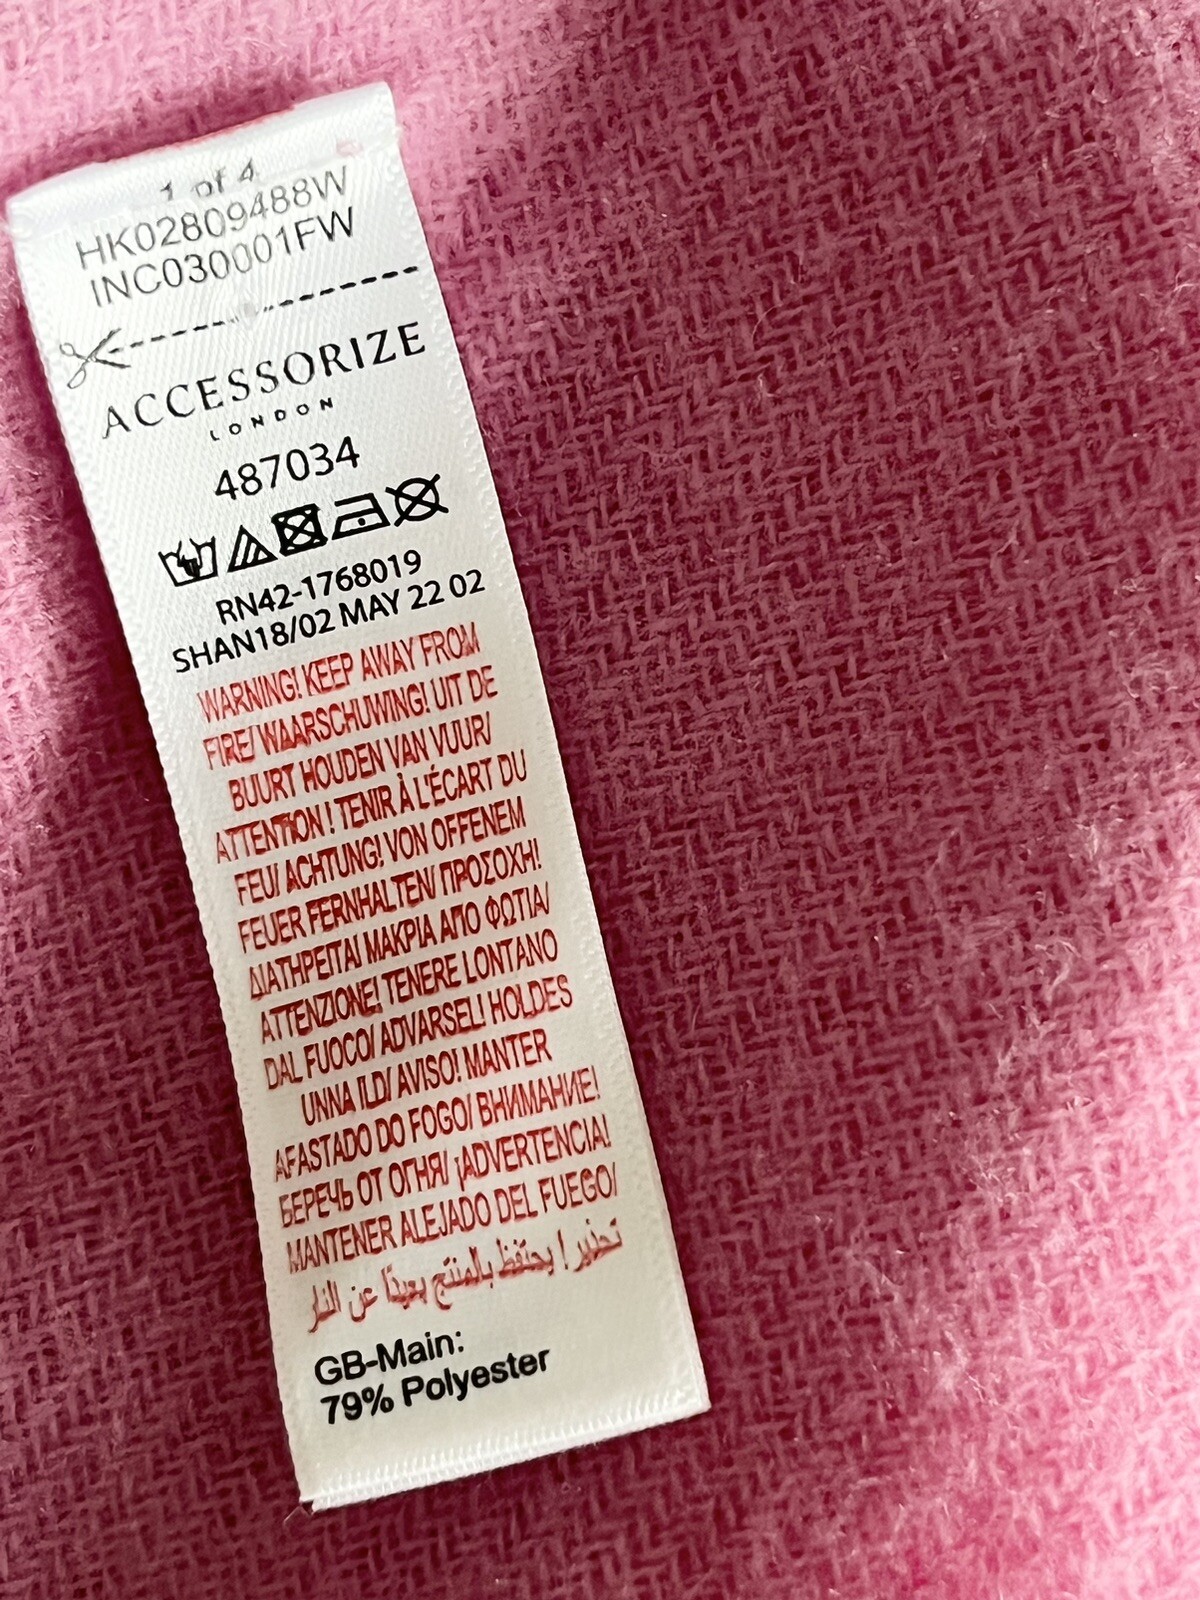 1 of 4
HK02809488W
INC030001FW
ACCESSORIZE
LONDON
487034
RN42-1768019
SHAN18/02 MAY 22 02
WARNING! KEEP AWAY FROM
FIRE/ WAARSCHUWING! UIT DE
BUURT HOUDEN VAN VUUR/
ATTENTION ! TENIR À L'ÉCART DU
FEU/ ACHTUNG! VON OFFENEM
FEUER FERNHALTEN/ ΠΡΟΣΟΧΗ!
ΔΙΑΤΗΡΕΙΤΑΙ ΜΑΚΡΙΑ ΑΠΟ ΦΩΤΙΑ/
ATTENZIONE! TENERE LONTANO
DAL FUOCO/ ADVARSEL! HOLDES
UNNA ILD/ AVISO! MANTER
AFASTADO DO FOGO/ ВНИМАНИЕ!
БЕРЕЧЬ ОТ ОГНЯ/ ¡ADVERTENCIA!
MANTENER ALEJADO DEL FUEGO/
تحذير ! يحتفظ بالمنتج بعيدًا عن النار
GB-Main:
79% Polyester